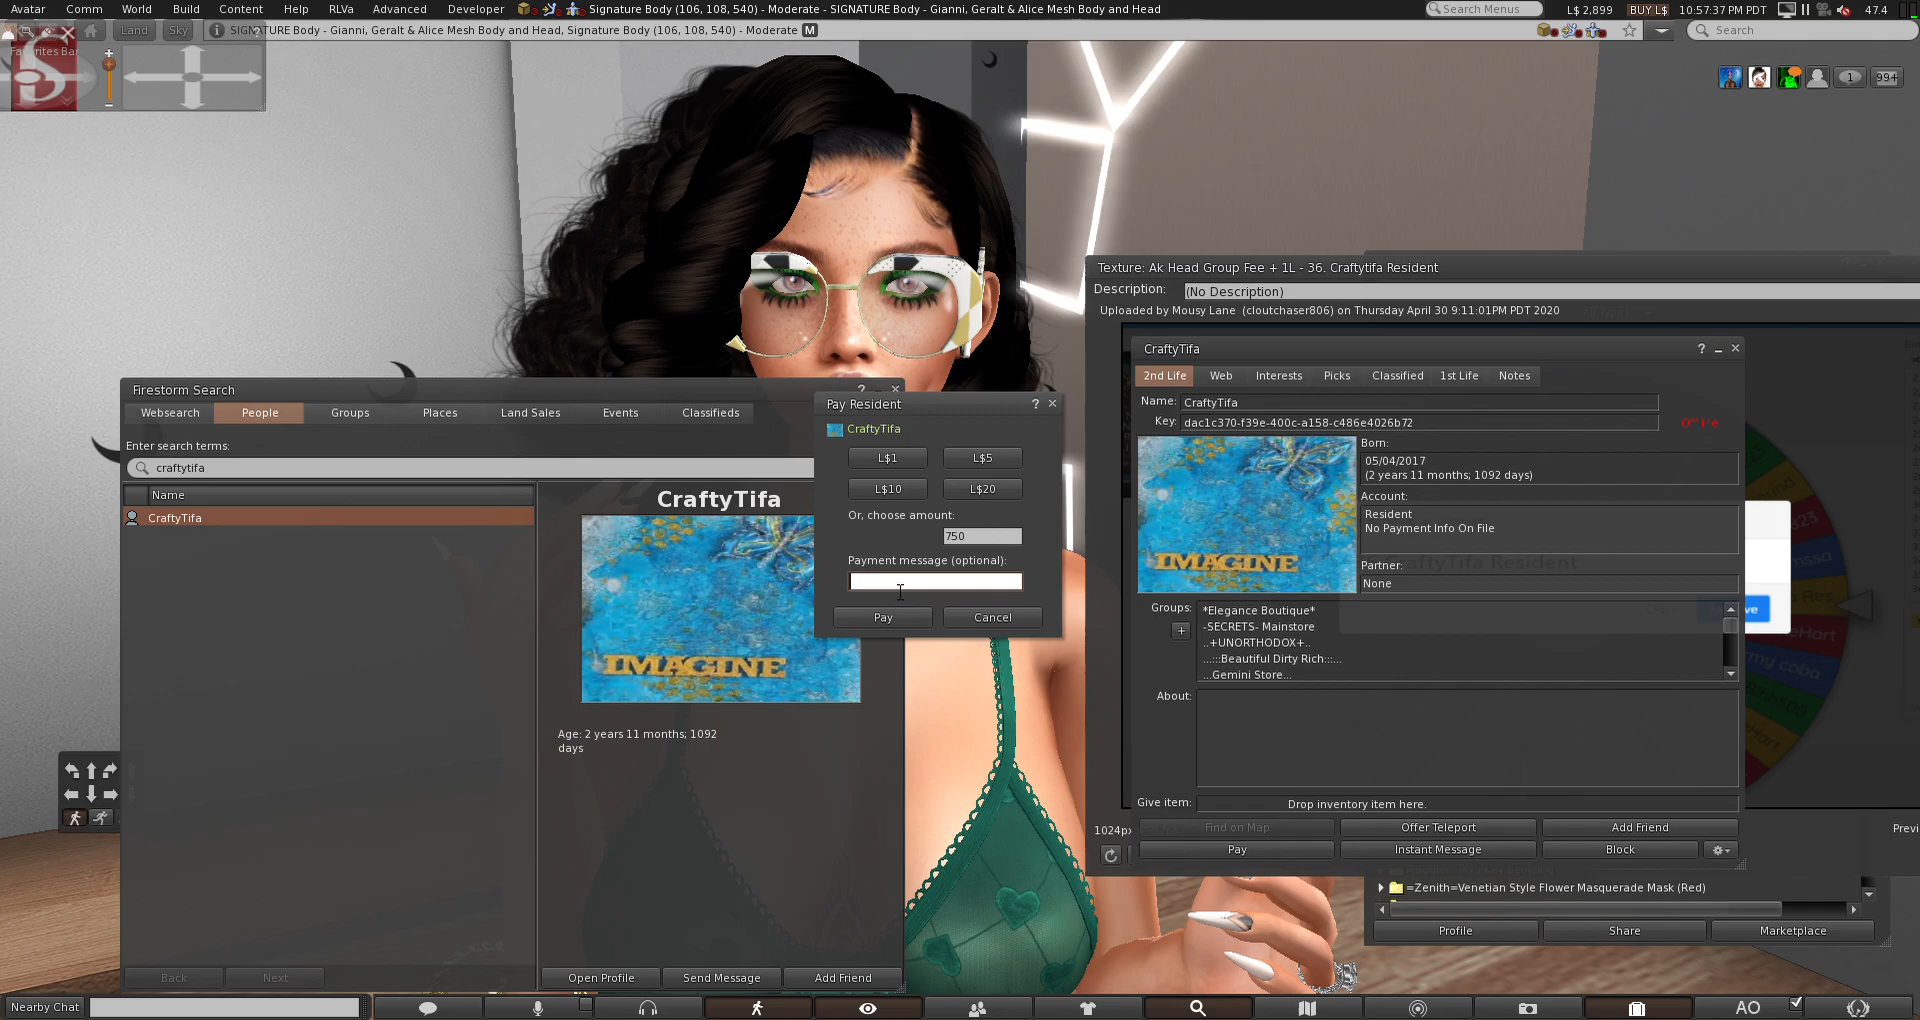 Avatar Comm World Build Content Help RLVa Advanced Developer Signature Body (106, 108, 540) - Moderate - SIGNATURE Body - Gianni, Geralt & Alice Mesh Body and Head Search Menus L$ 2,899 BUY L$ 10:57:37 PM PDT 47.4
Land Sky SIGNATURE Body - Gianni, Geralt & Alice Mesh Body and Head, Signature Body (106, 108, 540) - Moderate M Search
Favorites Bar
1 99+
Texture: Ak Head Group Fee + 1L - 36. Craftytifa Resident
Description: (No Description)
Uploaded by Mousy Lane (cloutchaser806) on Thursday April 30 9:11:01PM PDT 2020
CraftyTifa
2nd Life Web Interests Picks Classified 1st Life Notes
Name: CraftyTifa
Key: dac1c370-f39e-400c-a158-c486e4026b72
Born:
05/04/2017
(2 years 11 months; 1092 days)
Account:
Resident
No Payment Info On File
Partner:
None
IMAGINE
Groups: *Elegance Boutique*
-SECRETS- Mainstore
..+UNORTHODOX+..
...:::Beautiful Dirty Rich:::...
...Gemini Store...
About:
Give item: Drop inventory item here.
Find on Map Offer Teleport Add Friend
Pay Instant Message Block
1024px
=Zenith=Venetian Style Flower Masquerade Mask (Red)
Profile Share Marketplace
Firestorm Search
Websearch People Groups Places Land Sales Events Classifieds
Enter search terms:
craftytifa
Name
CraftyTifa
CraftyTifa
IMAGINE
Age: 2 years 11 months; 1092
days
Back Next Open Profile Send Message Add Friend
Pay Resident
CraftyTifa
L$1 L$5
L$10 L$20
Or, choose amount:
750
Payment message (optional):
Pay Cancel
Nearby Chat AO